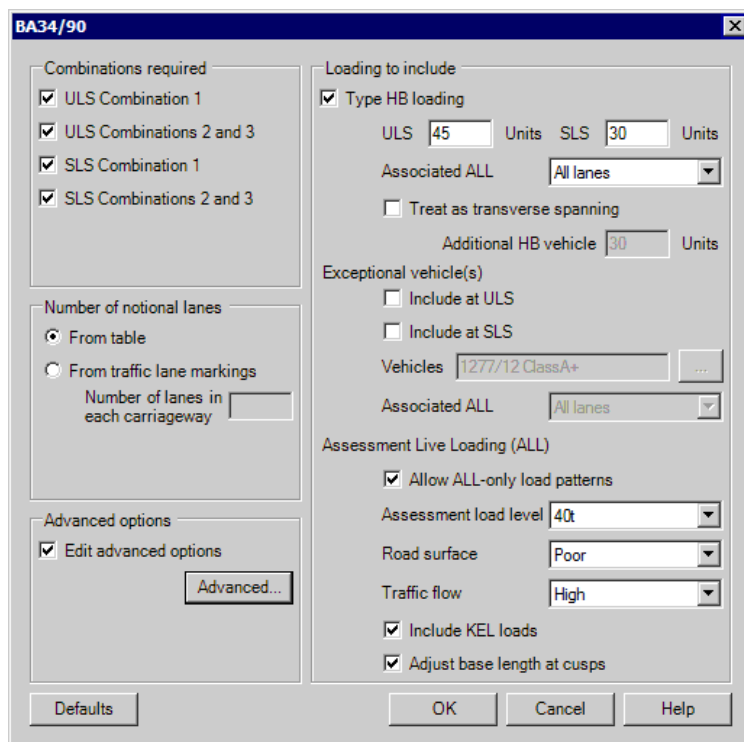 BA34/90
Combinations required
ULS Combination 1
ULS Combinations 2 and 3
SLS Combination 1
SLS Combinations 2 and 3
Number of notional lanes
From table
From traffic lane markings
Number of lanes in
each carriageway
Advanced options
Edit advanced options
Advanced...
Loading to include
Type HB loading
ULS 45 Units SLS 30 Units
Associated ALL All lanes
Treat as transverse spanning
Additional HB vehicle 30 Units
Exceptional vehicle(s)
Include at ULS
Include at SLS
Vehicles 1277/12 ClassA+ ...
Associated ALL All lanes
Assessment Live Loading (ALL)
Allow ALL-only load patterns
Assessment load level 40t
Road surface Poor
Traffic flow High
Include KEL loads
Adjust base length at cusps
Defaults OK Cancel Help